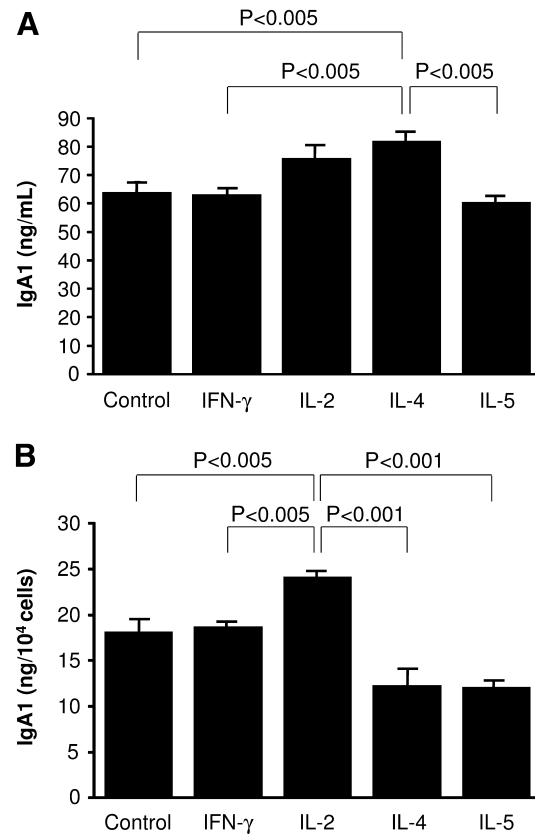 A
P<0.005
P<0.005 P<0.005
IgA1 (ng/mL)
90
80
70
60
50
40
30
20
10
0
Control IFN-γ IL-2 IL-4 IL-5
B
P<0.005 P<0.001
P<0.005 P<0.001
IgA1 (ng/10⁴ cells)
30
25
20
15
10
5
0
Control IFN-γ IL-2 IL-4 IL-5